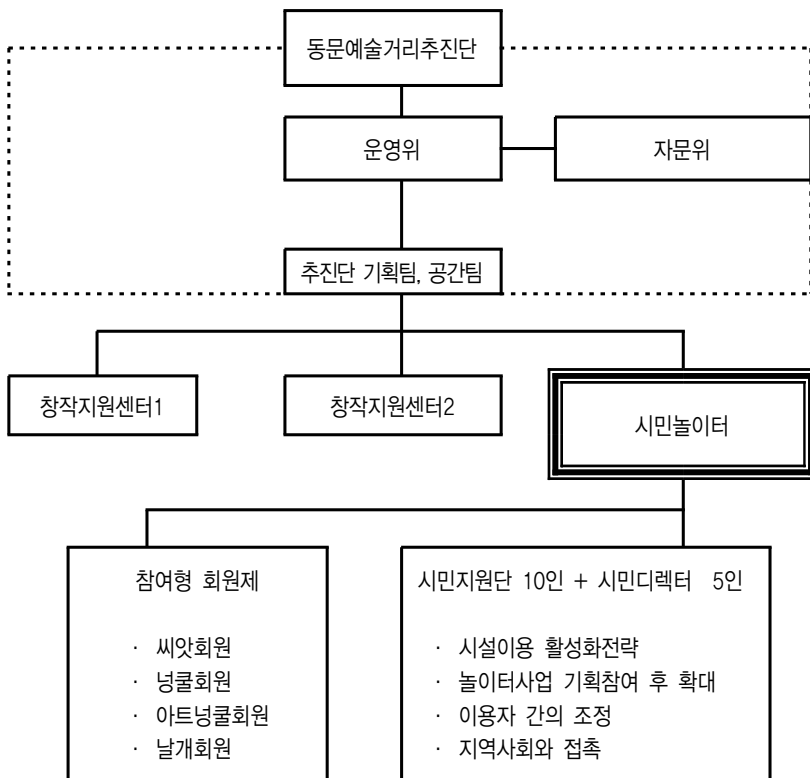 동문예술거리추진단
운영위
자문위
추진단 기획팀, 공간팀
창작지원센터1
창작지원센터2
시민놀이터
참여형 회원제
· 씨앗회원
· 넝쿨회원
· 아트넝쿨회원
· 날개회원
시민지원단 10인 + 시민디렉터 5인
· 시설이용 활성화전략
· 놀이터사업 기획참여 후 확대
· 이용자 간의 조정
· 지역사회와 접촉